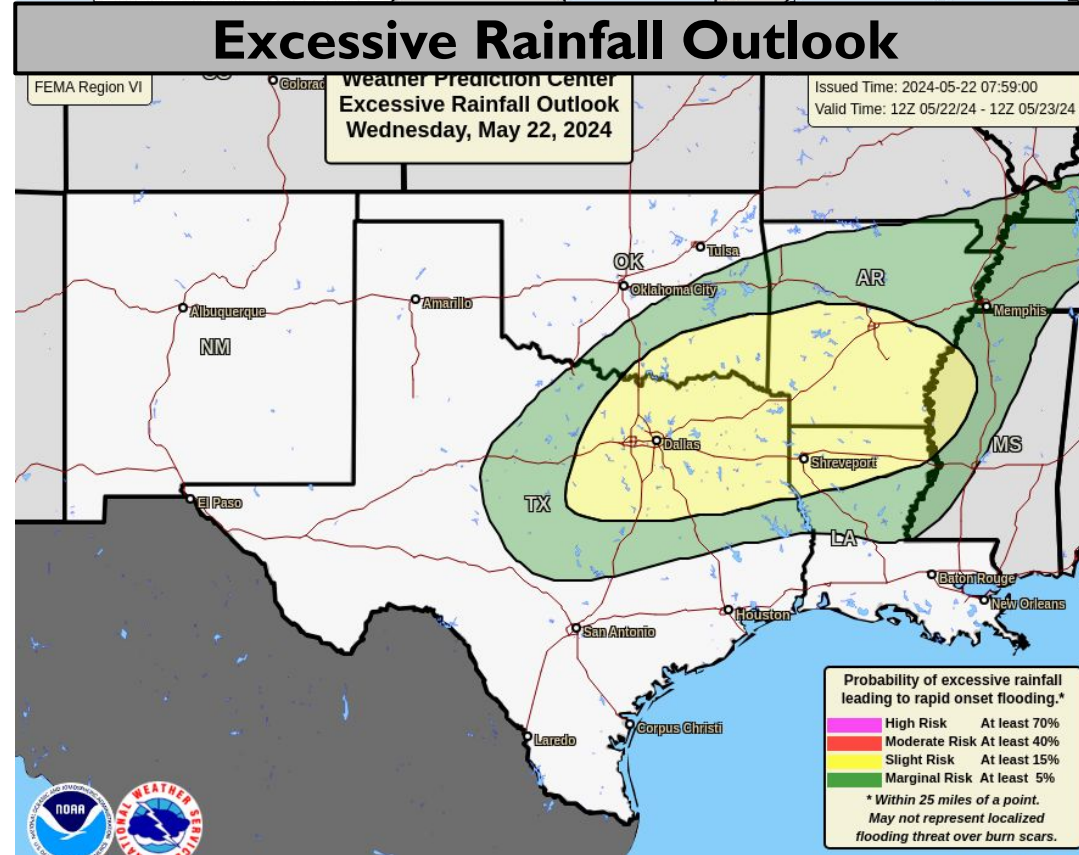 Excessive Rainfall Outlook
FEMA Region VI
Weather Prediction Center
Excessive Rainfall Outlook
Wednesday, May 22, 2024
Issued Time: 2024-05-22 07:59:00
Valid Time: 12Z 05/22/24 - 12Z 05/23/24
Tulsa
OK
Oklahoma City
AR
Albuquerque
Amarillo
Memphis
NM
Dallas
MS
Shreveport
El Paso
TX
LA
Baton Rouge
New Orleans
Houston
San Antonio
Corpus Christi
Laredo
Probability of excessive rainfall
leading to rapid onset flooding.*
High Risk At least 70%
Moderate Risk At least 40%
Slight Risk At least 15%
Marginal Risk At least 5%
* Within 25 miles of a point.
May not represent localized
flooding threat over burn scars.
NOAA